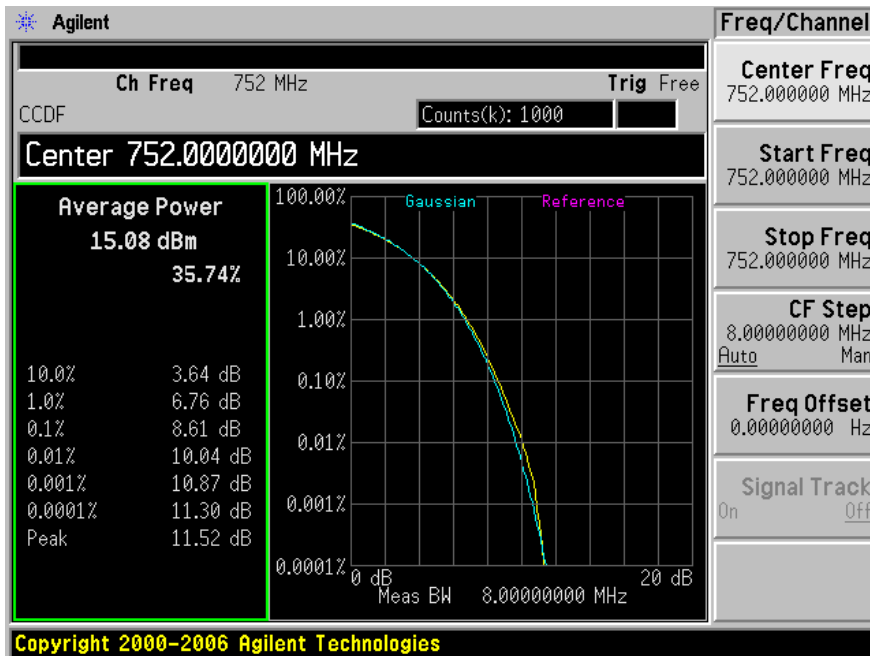 Agilent
Freq/Channel
Ch Freq 752 MHz Trig Free
CCDF Counts(k): 1000
Center 752.0000000 MHz
Average Power
15.08 dBm
35.74%
10.0% 3.64 dB
1.0% 6.76 dB
0.1% 8.61 dB
0.01% 10.04 dB
0.001% 10.87 dB
0.0001% 11.30 dB
Peak 11.52 dB
Gaussian Reference
100.00%
10.00%
1.00%
0.10%
0.01%
0.001%
0.0001%
0 dB 20 dB
Meas BW 8.00000000 MHz
Center Freq
752.000000 MHz
Start Freq
752.000000 MHz
Stop Freq
752.000000 MHz
CF Step
8.00000000 MHz
Auto Man
Freq Offset
0.00000000 Hz
Signal Track
On Off
Copyright 2000-2006 Agilent Technologies